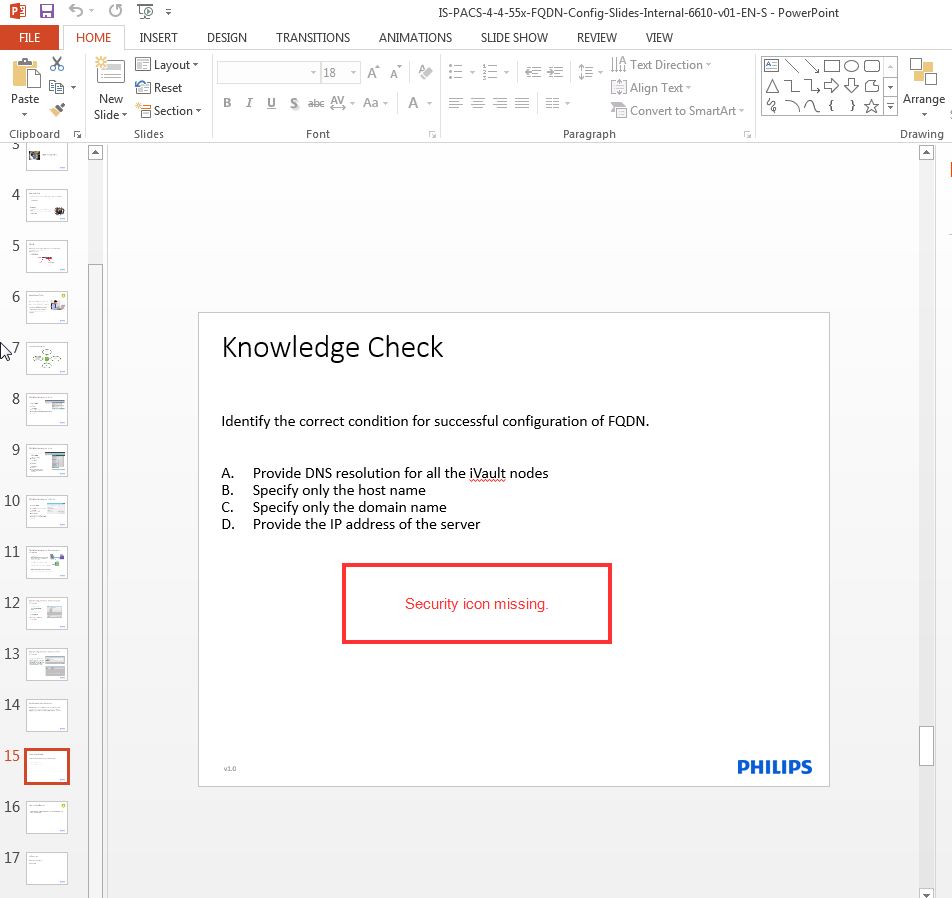 IS-PACS-4-4-55x-FQDN-Config-Slides-Internal-6610-v01-EN-S - PowerPoint
FILE HOME INSERT DESIGN TRANSITIONS ANIMATIONS SLIDE SHOW REVIEW VIEW
Paste
New
Slide
Layout
Reset
Section
18
B I U S abc AV Aa A
Text Direction
Align Text
Convert to SmartArt
Arrange
Clipboard Slides Font Paragraph Drawing
3
4
5
6
7
8
9
10
11
12
13
14
15
16
17
Knowledge Check
Identify the correct condition for successful configuration of FQDN.
A. Provide DNS resolution for all the iVault nodes
B. Specify only the host name
C. Specify only the domain name
D. Provide the IP address of the server
Security icon missing.
v1.0
PHILIPS